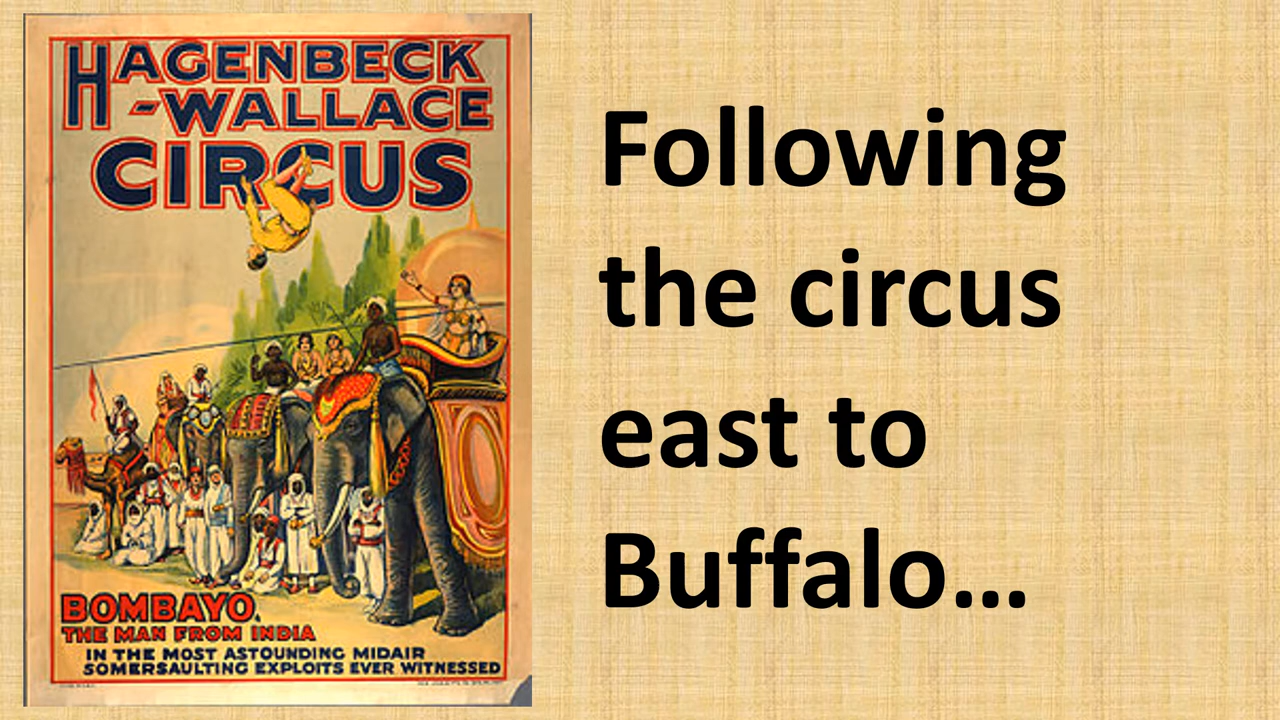 HAGENBECK
-WALLACE
CIRCUS
BOMBAYO,
THE MAN FROM INDIA
IN THE MOST ASTOUNDING MIDAIR
SOMERSAULTING EXPLOITS EVER WITNESSED
Following
the circus
east to
Buffalo...